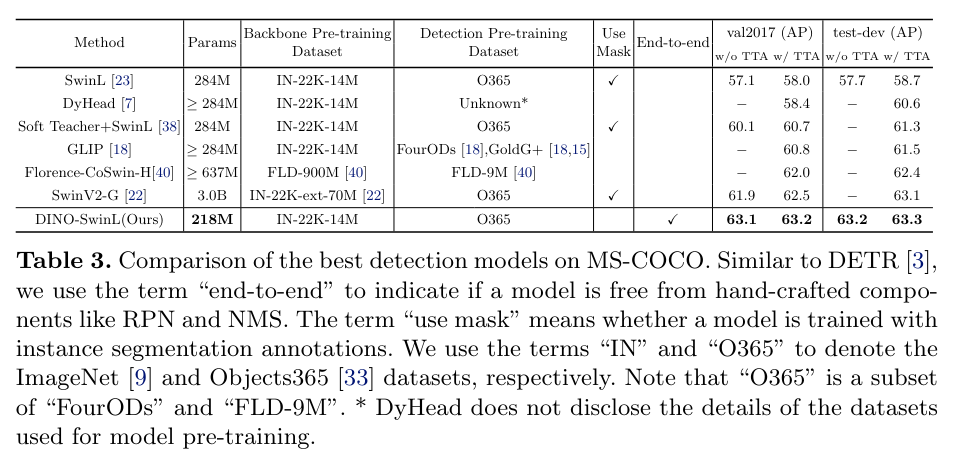 Method Params Backbone Pre-training Dataset Detection Pre-training Dataset Use Mask End-to-end val2017 (AP) test-dev (AP)
w/o TTA w/ TTA w/o TTA w/ TTA
SwinL [23] 284M IN-22K-14M O365 ✓ 57.1 58.0 57.7 58.7
DyHead [7] ≥ 284M IN-22K-14M Unknown* − 58.4 − 60.6
Soft Teacher+SwinL [38] 284M IN-22K-14M O365 ✓ 60.1 60.7 − 61.3
GLIP [18] ≥ 284M IN-22K-14M FourODs [18],GoldG+ [18,15] − 60.8 − 61.5
Florence-CoSwin-H[40] ≥ 637M FLD-900M [40] FLD-9M [40] − 62.0 − 62.4
SwinV2-G [22] 3.0B IN-22K-ext-70M [22] O365 ✓ 61.9 62.5 − 63.1
DINO-SwinL(Ours) 218M IN-22K-14M O365 ✓ 63.1 63.2 63.2 63.3
Table 3. Comparison of the best detection models on MS-COCO. Similar to DETR [3],
we use the term “end-to-end” to indicate if a model is free from hand-crafted compo-
nents like RPN and NMS. The term “use mask” means whether a model is trained with
instance segmentation annotations. We use the terms “IN” and “O365” to denote the
ImageNet [9] and Objects365 [33] datasets, respectively. Note that “O365” is a subset
of “FourODs” and “FLD-9M”. * DyHead does not disclose the details of the datasets
used for model pre-training.